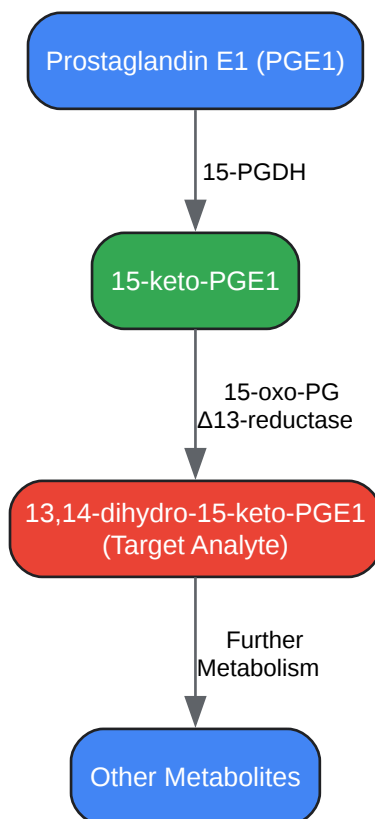 Prostaglandin E1 (PGE1)
15-PGDH
15-keto-PGE1
15-oxo-PG
Δ13-reductase
13,14-dihydro-15-keto-PGE1
(Target Analyte)
Further
Metabolism
Other Metabolites